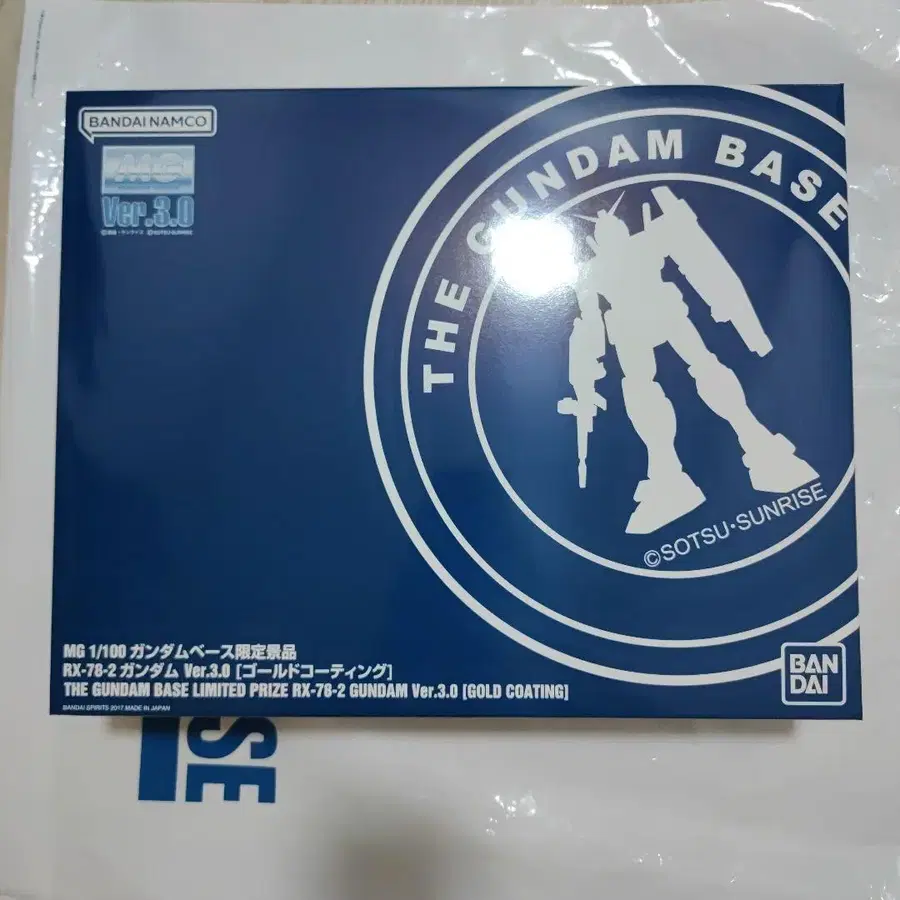 BANDAI NAMCO
MG
Ver.3.0
THE GUNDAM BASE
©SOTSU・SUNRISE
MG 1/100 ガンダムベース限定景品
RX-78-2 ガンダム Ver.3.0 [ゴールドコーティング]
THE GUNDAM BASE LIMITED PRIZE RX-78-2 GUNDAM Ver.3.0 [GOLD COATING]
BANDAI SPIRITS 2017 MADE IN JAPAN
BAN
DAI
SE